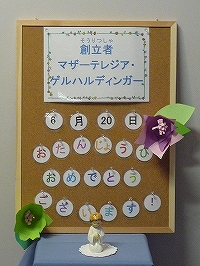 そうりつしゃ
創立者
マザーテレジア・
ゲルハルディンガー
6月20日
おたんじょうび
おめでとう
ございます!